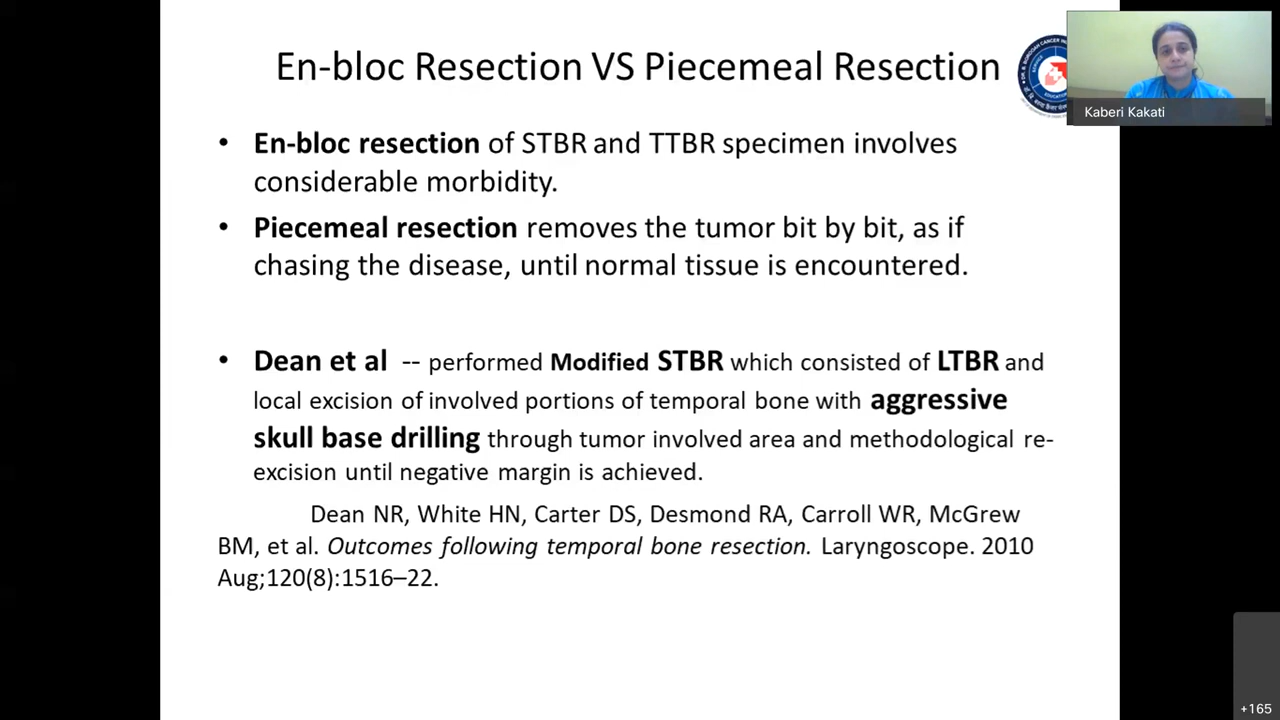 En-bloc Resection VS Piecemeal Resection
Kaberi Kakati
• En-bloc resection of STBR and TTBR specimen involves
considerable morbidity.
• Piecemeal resection removes the tumor bit by bit, as if
chasing the disease, until normal tissue is encountered.
• Dean et al -- performed Modified STBR which consisted of LTBR and
local excision of involved portions of temporal bone with aggressive
skull base drilling through tumor involved area and methodological re-
excision until negative margin is achieved.
Dean NR, White HN, Carter DS, Desmond RA, Carroll WR, McGrew
BM, et al. Outcomes following temporal bone resection. Laryngoscope. 2010
Aug;120(8):1516–22.
+165